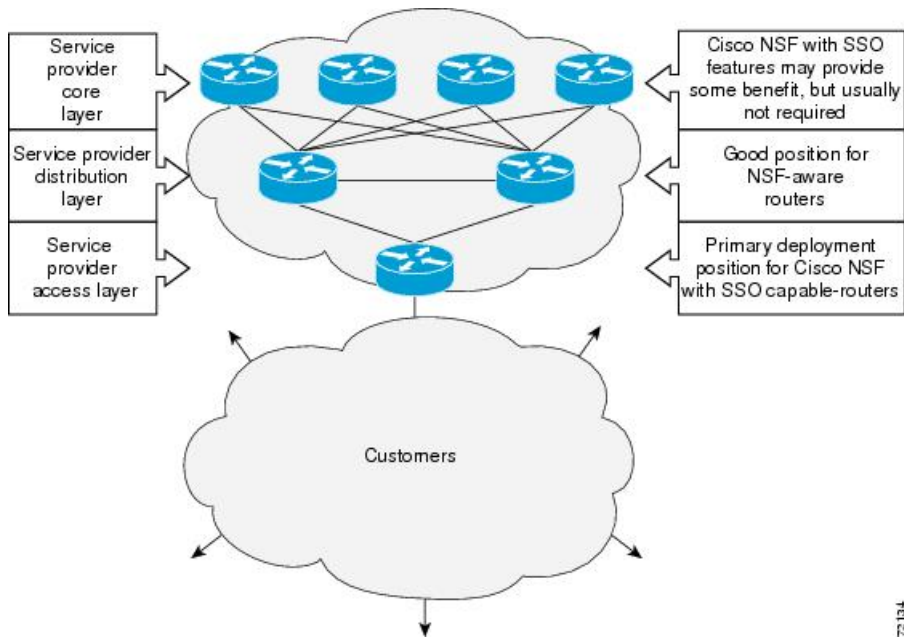 Service
provider
core
layer
Cisco NSF with SSO
features may provide
some benefit, but usually
not required
Service provider
distribution
layer
Good position for
NSF-aware
routers
Service
provider
access layer
Primary deployment
position for Cisco NSF
with SSO capable-routers
Customers
72134